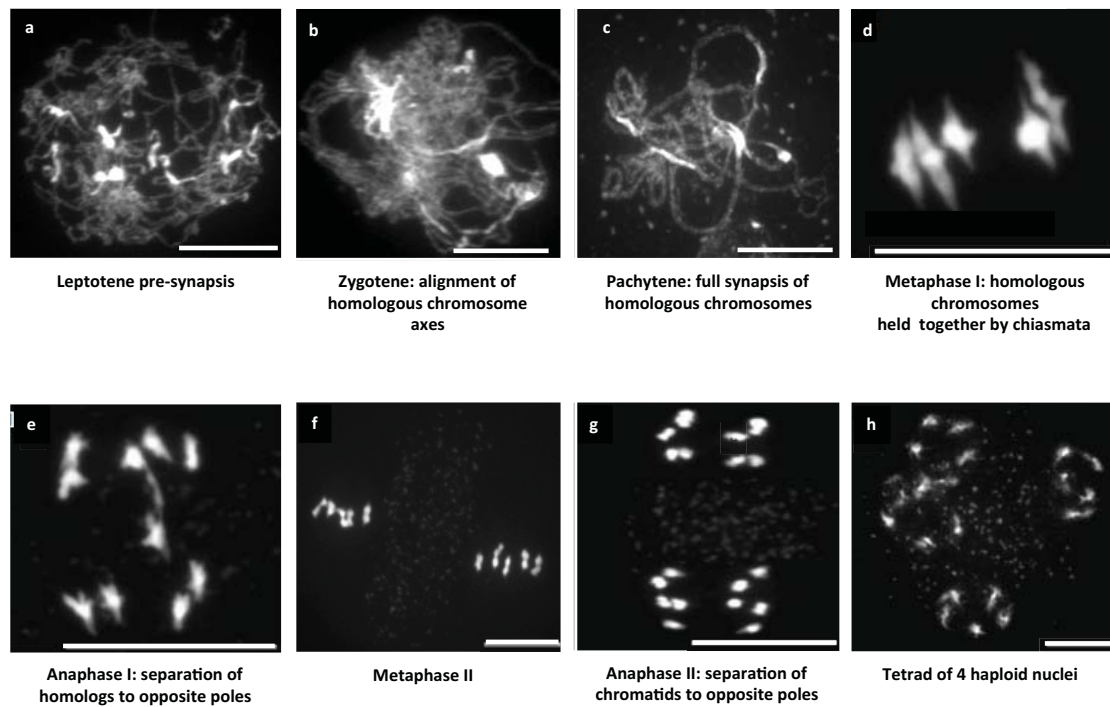 a
b
c
d
Leptotene pre-synapsis
Zygotene: alignment of
homologous chromosome
axes
Pachytene: full synapsis of
homologous chromosomes
Metaphase I: homologous
chromosomes
held together by chiasmata
e
f
g
h
Anaphase I: separation of
homologs to opposite poles
Metaphase II
Anaphase II: separation of
chromatids to opposite poles
Tetrad of 4 haploid nuclei